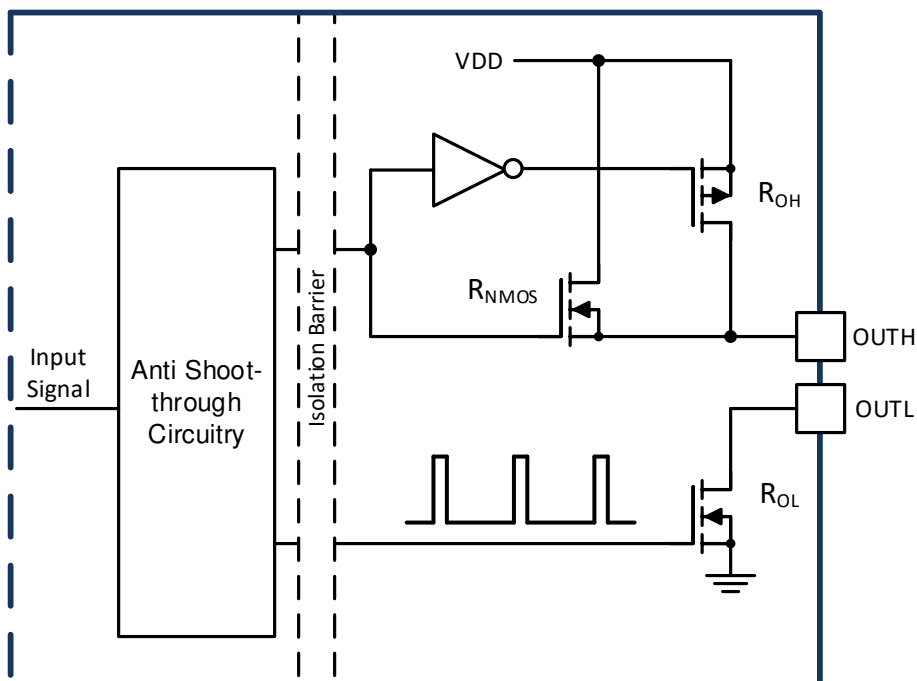 VDD
R_OH
R_NMOS
Isolation Barrier
OUTH
Input
Signal
Anti Shoot-
through
Circuitry
OUTL
R_OL